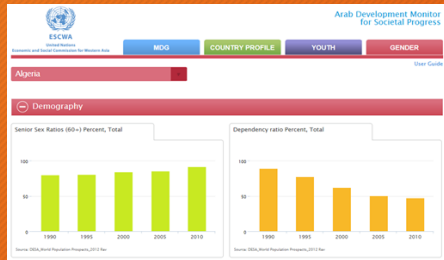 Arab Development Monitor
for Societal Progress
ESCWA
United Nations
Economic and Social Commission for Western Asia
MDG
COUNTRY PROFILE
YOUTH
GENDER
User Guide
Algeria
Demography
Senior Sex Ratios (60+) Percent, Total
100
50
0
1990 1995 2000 2005 2010
Source: DESA_World Population Prospects_2012 Rev
Dependency ratio Percent, Total
100
50
0
1990 1995 2000 2005 2010
Source: DESA_World Population Prospects_2012 Rev